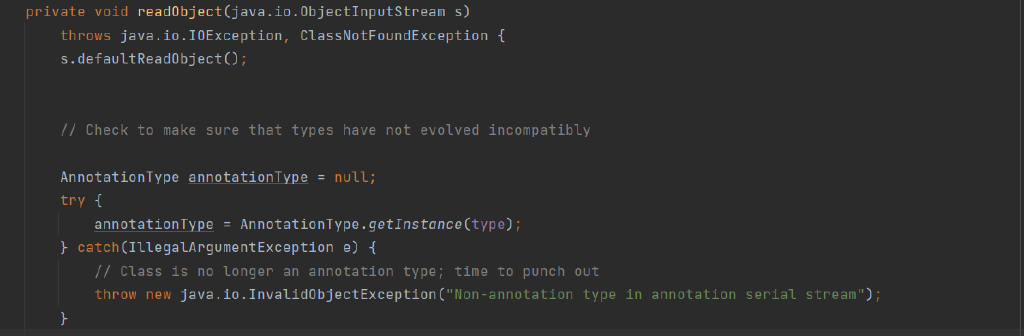 private void readObject(java.io.ObjectInputStream s)
throws java.io.IOException, ClassNotFoundException {
s.defaultReadObject();
// Check to make sure that types have not evolved incompatibly
AnnotationType annotationType = null;
try {
annotationType = AnnotationType.getInstance(type);
} catch(IllegalArgumentException e) {
// Class is no longer an annotation type; time to punch out
throw new java.io.InvalidObjectException("Non-annotation type in annotation serial stream");
}